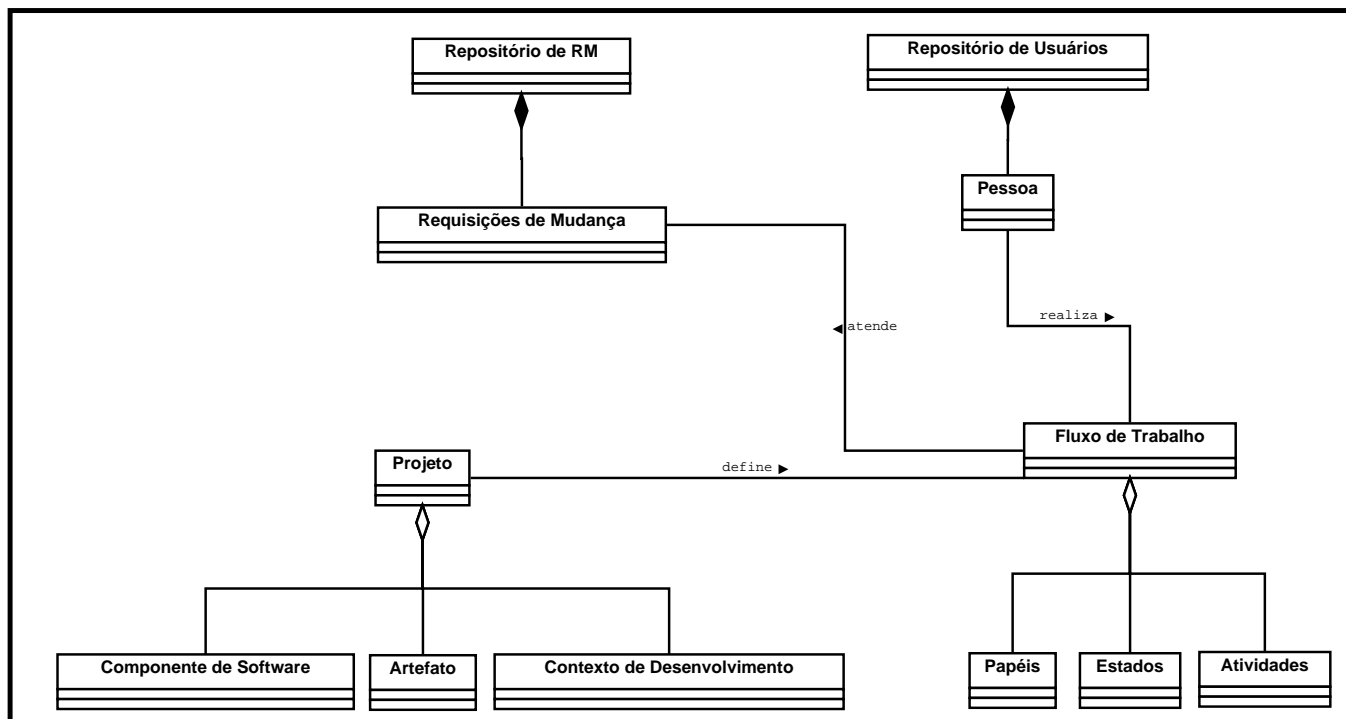 Repositório de RM
Repositório de Usuários
Pessoa
Requisições de Mudança
realiza
atende
Fluxo de Trabalho
Projeto
define
Componente de Software
Artefato
Contexto de Desenvolvimento
Papéis
Estados
Atividades